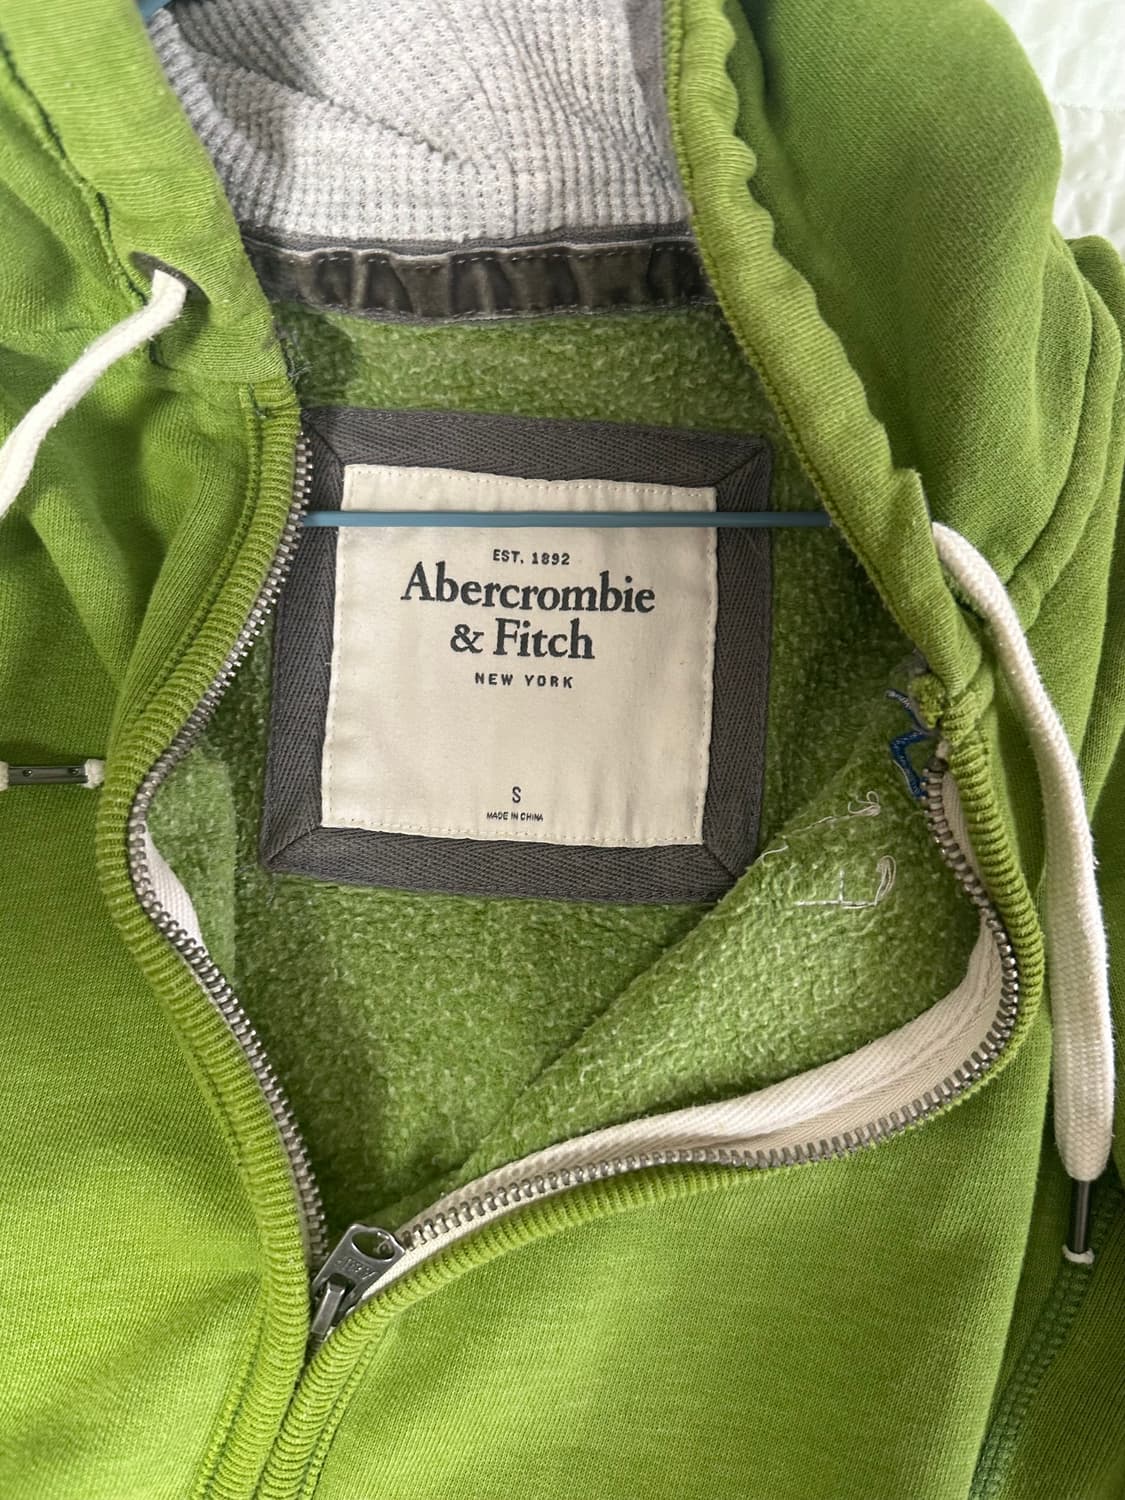 EST. 1892
Abercrombie
& Fitch
NEW YORK
S
MADE IN CHINA